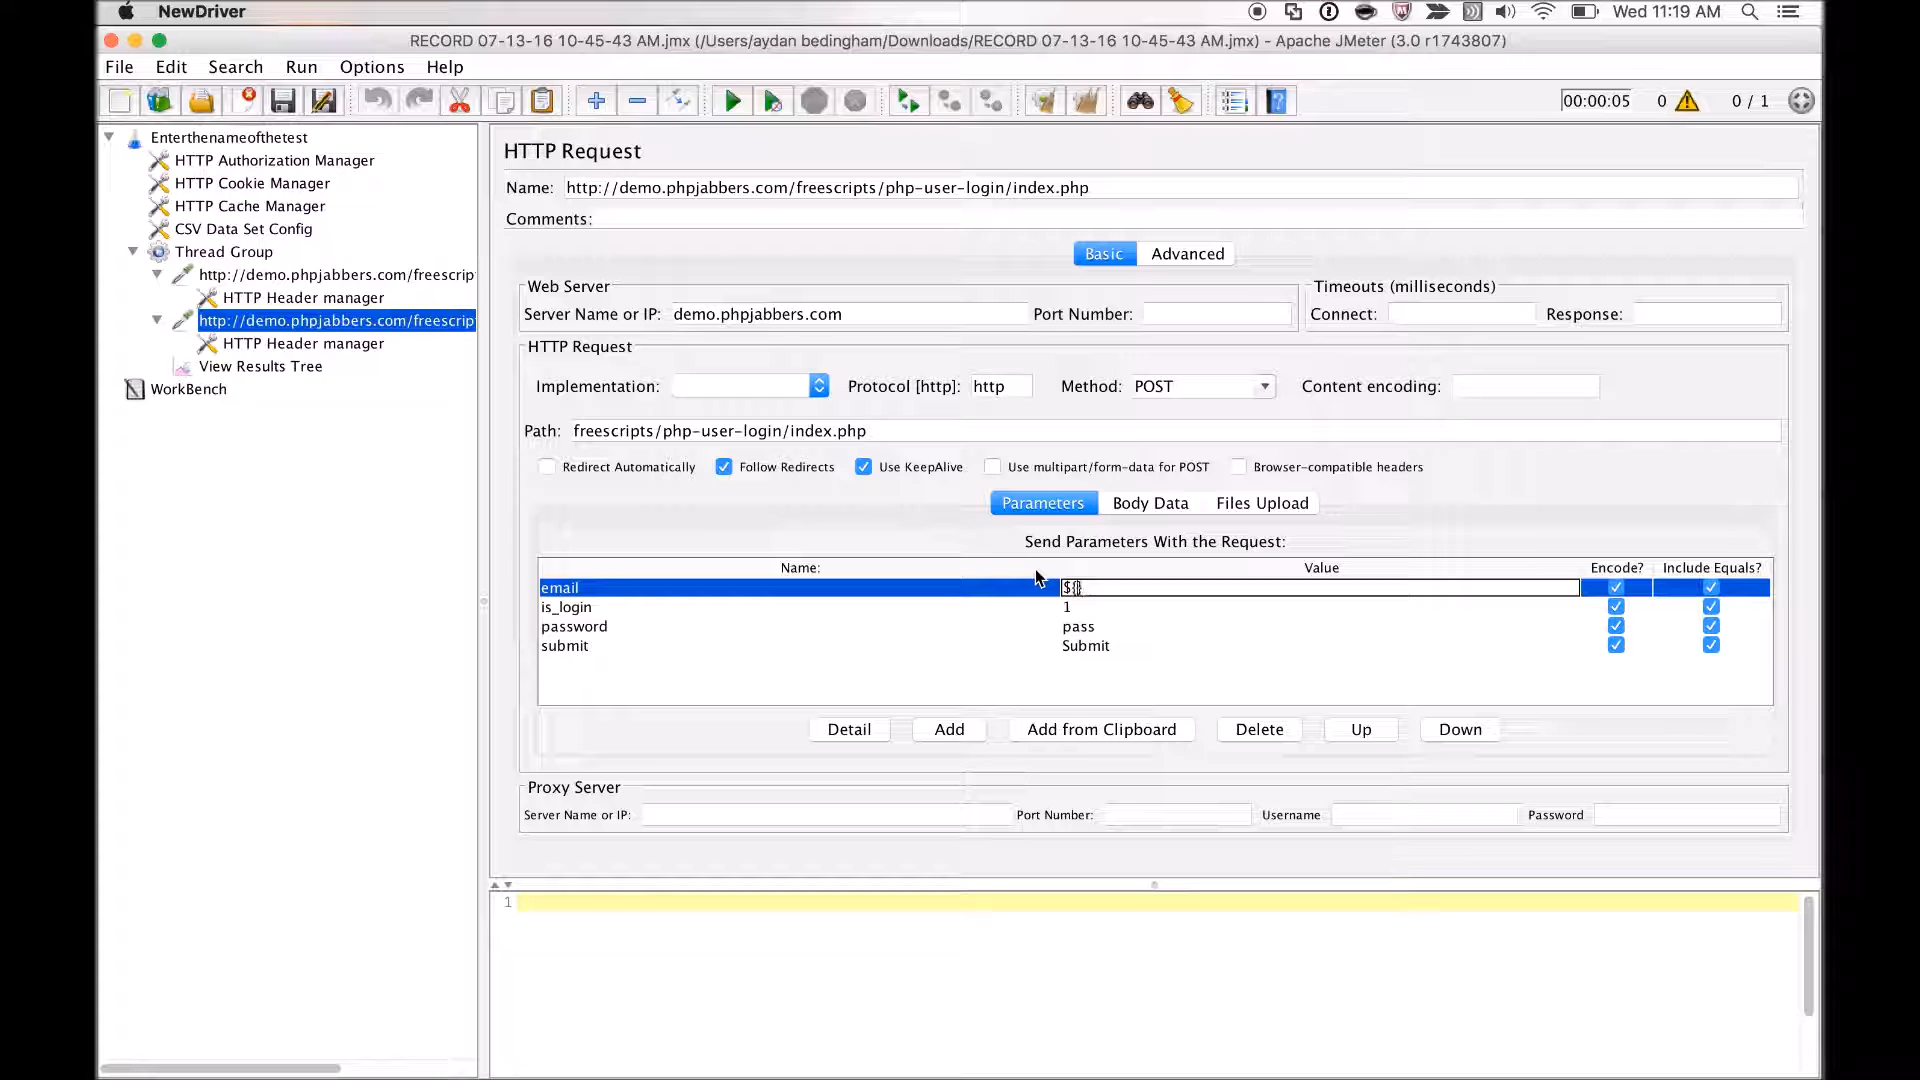 NewDriver
Wed 11:19 AM
RECORD 07-13-16 10-45-43 AM.jmx (/Users/aydan bedingham/Downloads/RECORD 07-13-16 10-45-43 AM.jmx) - Apache JMeter (3.0 r1743807)
File Edit Search Run Options Help
00:00:05 0 0 / 1
Enterthenameofthetest
HTTP Authorization Manager
HTTP Cookie Manager
HTTP Cache Manager
CSV Data Set Config
Thread Group
http://demo.phpjabbers.com/freescrip
HTTP Header manager
http://demo.phpjabbers.com/freescrip
HTTP Header manager
View Results Tree
WorkBench
HTTP Request
Name: http://demo.phpjabbers.com/freescripts/php-user-login/index.php
Comments:
Basic Advanced
Web Server
Timeouts (milliseconds)
Server Name or IP: demo.phpjabbers.com Port Number: Connect: Response:
HTTP Request
Implementation: Protocol [http]: http Method: POST Content encoding:
Path: freescripts/php-user-login/index.php
Redirect Automatically Follow Redirects Use KeepAlive Use multipart/form-data for POST Browser-compatible headers
Parameters Body Data Files Upload
Send Parameters With the Request:
Name: Value Encode? Include Equals?
email ${}
is_login 1
password pass
submit Submit
Detail Add Add from Clipboard Delete Up Down
Proxy Server
Server Name or IP: Port Number: Username Password
1